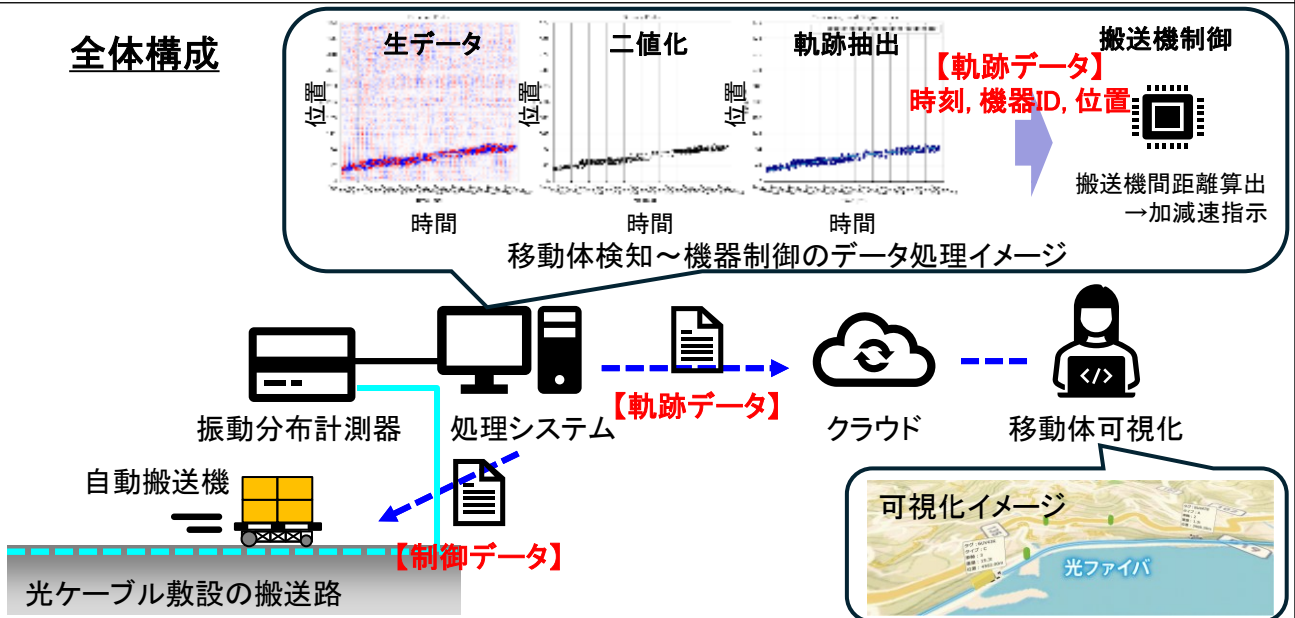 全体構成
生データ
二値化
軌跡抽出
搬送機制御
【軌跡データ】
時刻, 機器ID, 位置
位置
位置
位置
搬送機間距離算出
→加減速指示
時間
時間
時間
移動体検知～機器制御のデータ処理イメージ
【軌跡データ】
振動分布計測器
処理システム
クラウド
移動体可視化
自動搬送機
【制御データ】
光ケーブル敷設の搬送路
可視化イメージ
光ファイバ